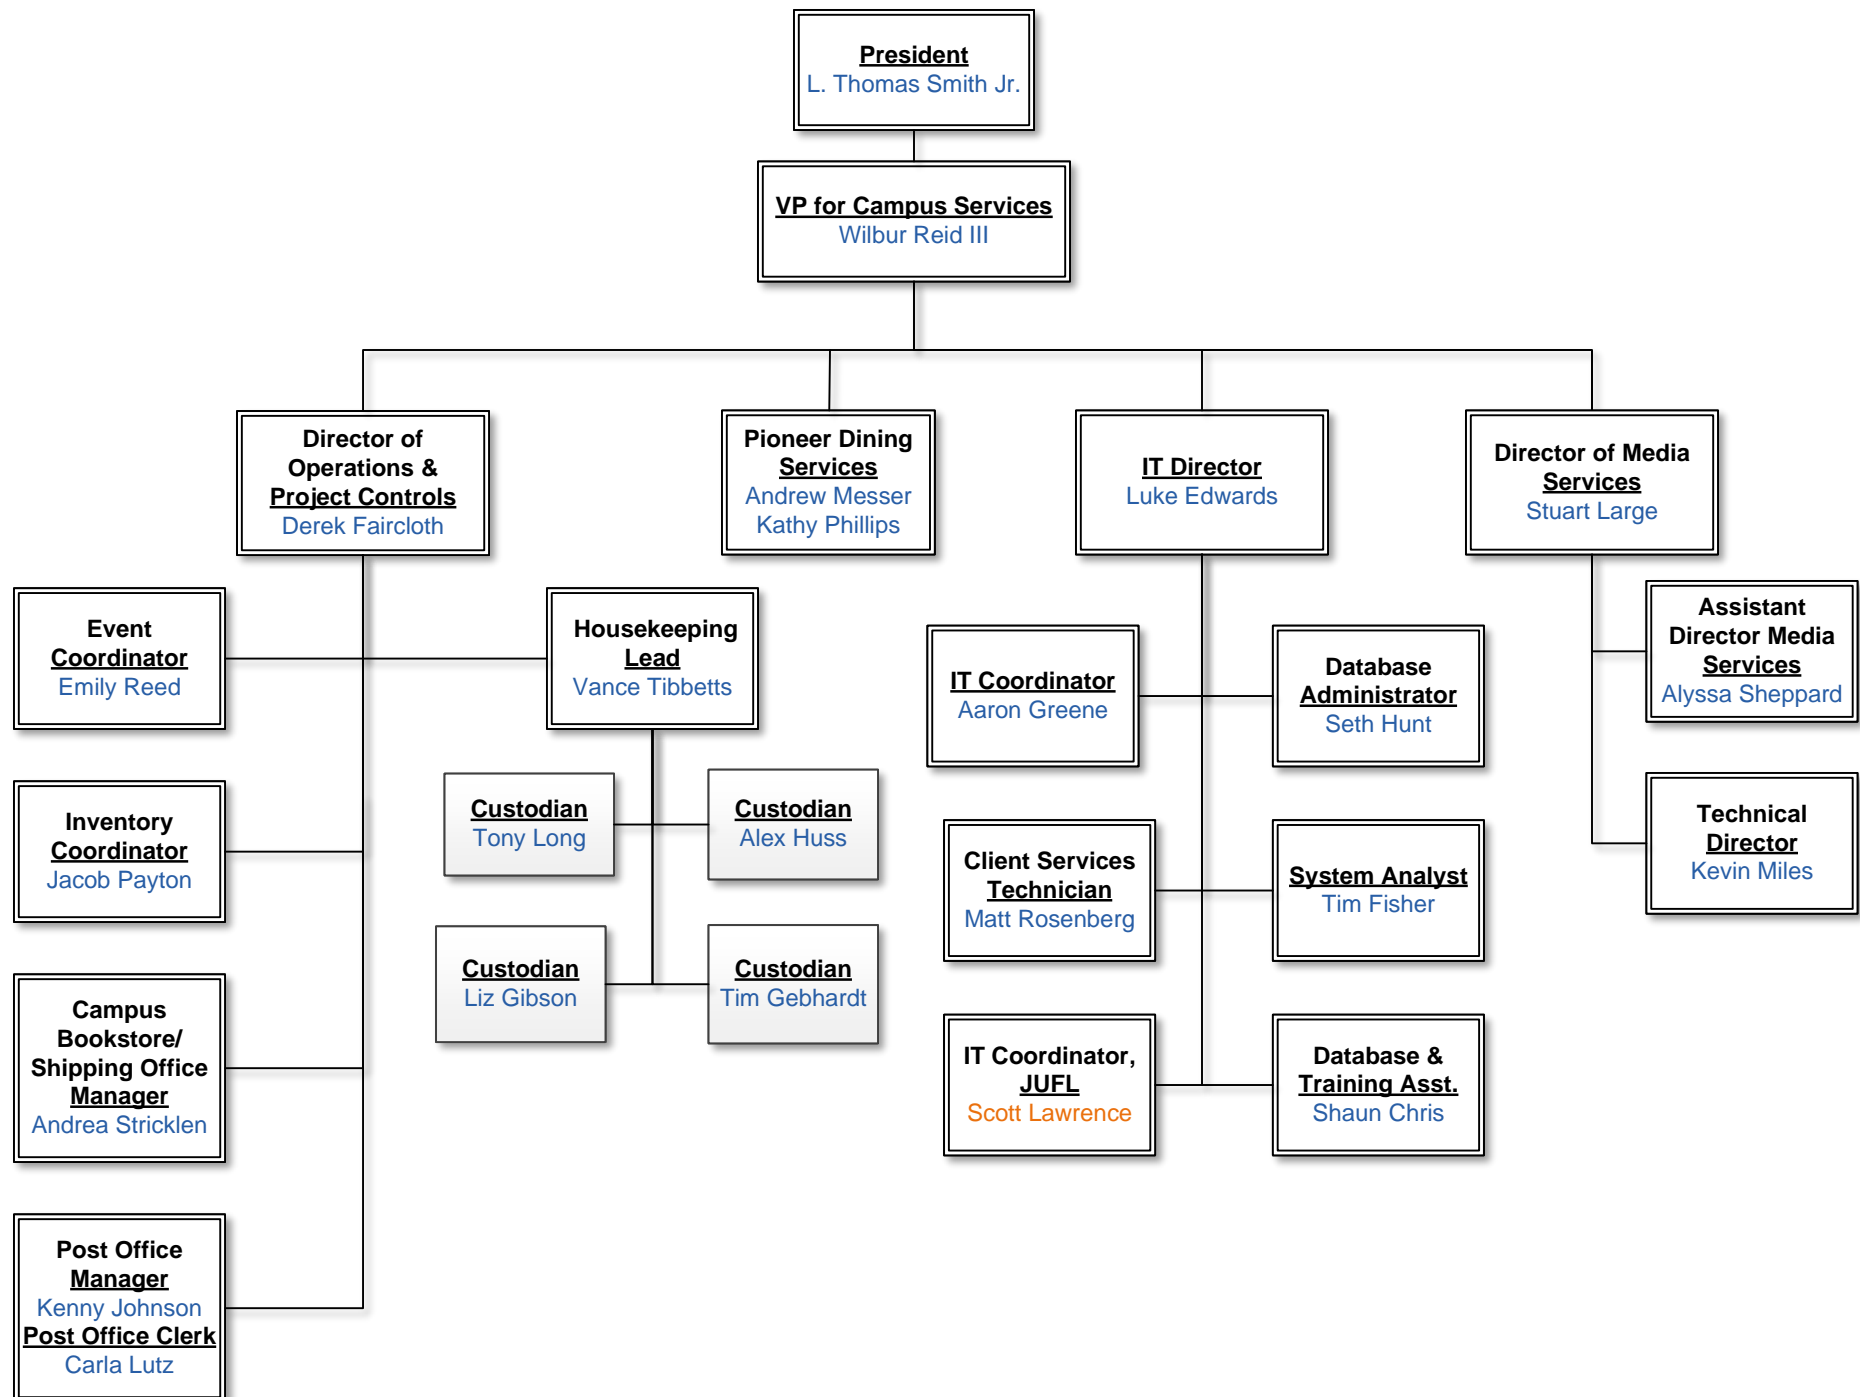 President
L. Thomas Smith Jr.
VP for Campus Services
Wilbur Reid III
Director of
Operations &
Project Controls
Derek Faircloth
Pioneer Dining
Services
Andrew Messer
Kathy Phillips
IT Director
Luke Edwards
Director of Media
Services
Stuart Large
Event
Coordinator
Emily Reed
Housekeeping
Lead
Vance Tibbetts
IT Coordinator
Aaron Greene
Database
Administrator
Seth Hunt
Assistant
Director Media
Services
Alyssa Sheppard
Inventory
Coordinator
Jacob Payton
Custodian
Tony Long
Custodian
Alex Huss
Client Services
Technician
Matt Rosenberg
System Analyst
Tim Fisher
Technical
Director
Kevin Miles
Custodian
Liz Gibson
Custodian
Tim Gebhardt
Campus
Bookstore/
Shipping Office
Manager
Andrea Stricklen
IT Coordinator,
JUFL
Scott Lawrence
Database &
Training Asst.
Shaun Chris
Post Office
Manager
Kenny Johnson
Post Office Clerk
Carla Lutz